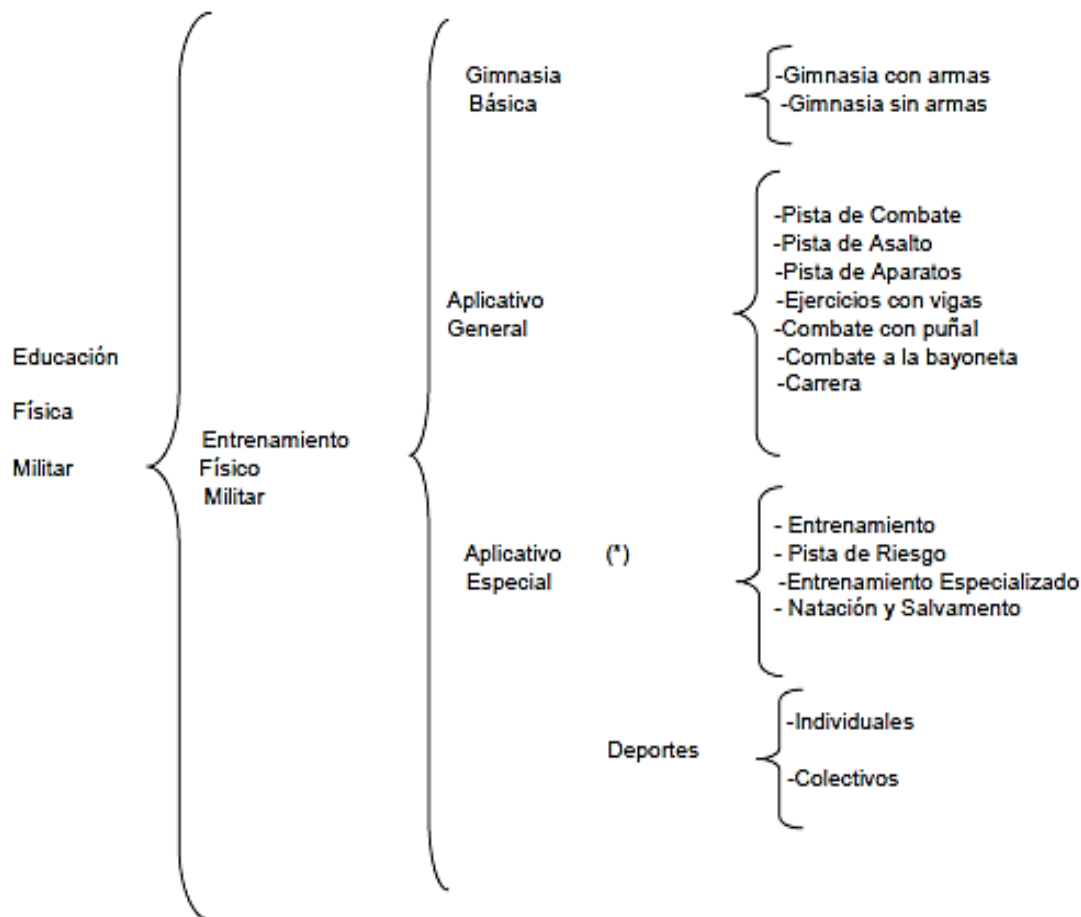 Educación
Física
Militar
Entrenamiento
Físico
Militar
Gimnasia
Básica
-Gimnasia con armas
-Gimnasia sin armas
Aplicativo
General
-Pista de Combate
-Pista de Asalto
-Pista de Aparatos
-Ejercicios con vigas
-Combate con puñal
-Combate a la bayoneta
-Carrera
Aplicativo (*)
Especial
- Entrenamiento
- Pista de Riesgo
-Entrenamiento Especializado
- Natación y Salvamento
Deportes
-Individuales
-Colectivos